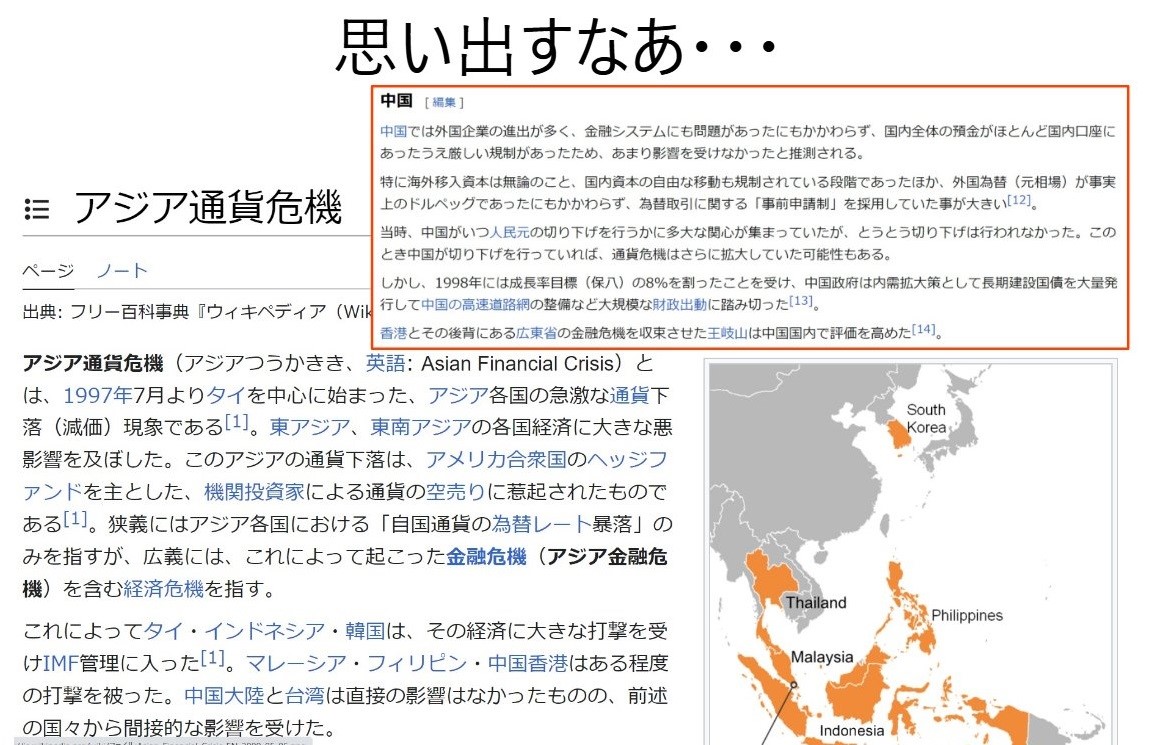 思い出すなあ・・・
中国 [ 編集 ]
中国では外国企業の進出が多く、金融システムにも問題があったにもかかわらず、国内全体の預金がほとんど国内口座に
あったうえ厳しい規制があったため、あまり影響を受けなかったと推測される。
特に海外移入資本は無論のこと、国内資本の自由な移動も規制されている段階であったほか、外国為替（元相場）が事実
上のドルペッグであったにもかかわらず、為替取引に関する「事前申請制」を採用していた事が大きい[12]。
当時、中国がいつ人民元の切り下げを行うかに多大な関心が集まっていたが、とうとう切り下げは行われなかった。この
とき中国が切り下げを行っていれば、通貨危機はさらに拡大していた可能性もある。
しかし、1998年には成長率目標（保八）の8%を割ったことを受け、中国政府は内需拡大策として長期建設国債を大量発
行して中国の高速道路網の整備など大規模な財政出動に踏み切った[13]。
香港とその後背にある広東省の金融危機を収束させた王岐山は中国国内で評価を高めた[14]。
アジア通貨危機
ページ ノート
出典: フリー百科事典『ウィキペディア（Wik
アジア通貨危機（アジアつうかきき、英語: Asian Financial Crisis）と
は、1997年7月よりタイを中心に始まった、アジア各国の急激な通貨下
落（減価）現象である[1]。東アジア、東南アジアの各国経済に大きな悪
影響を及ぼした。このアジアの通貨下落は、アメリカ合衆国のヘッジフ
ァンドを主とした、機関投資家による通貨の空売りに惹起されたもので
ある[1]。狭義にはアジア各国における「自国通貨の為替レート暴落」の
みを指すが、広義には、これによって起こった金融危機（アジア金融危
機）を含む経済危機を指す。
これによってタイ・インドネシア・韓国は、その経済に大きな打撃を受
けIMF管理に入った[1]。マレーシア・フィリピン・中国香港はある程度
の打撃を被った。中国大陸と台湾は直接の影響はなかったものの、前述
の国々から間接的な影響を受けた。
South
Korea
Thailand
Philippines
Malaysia
Indonesia